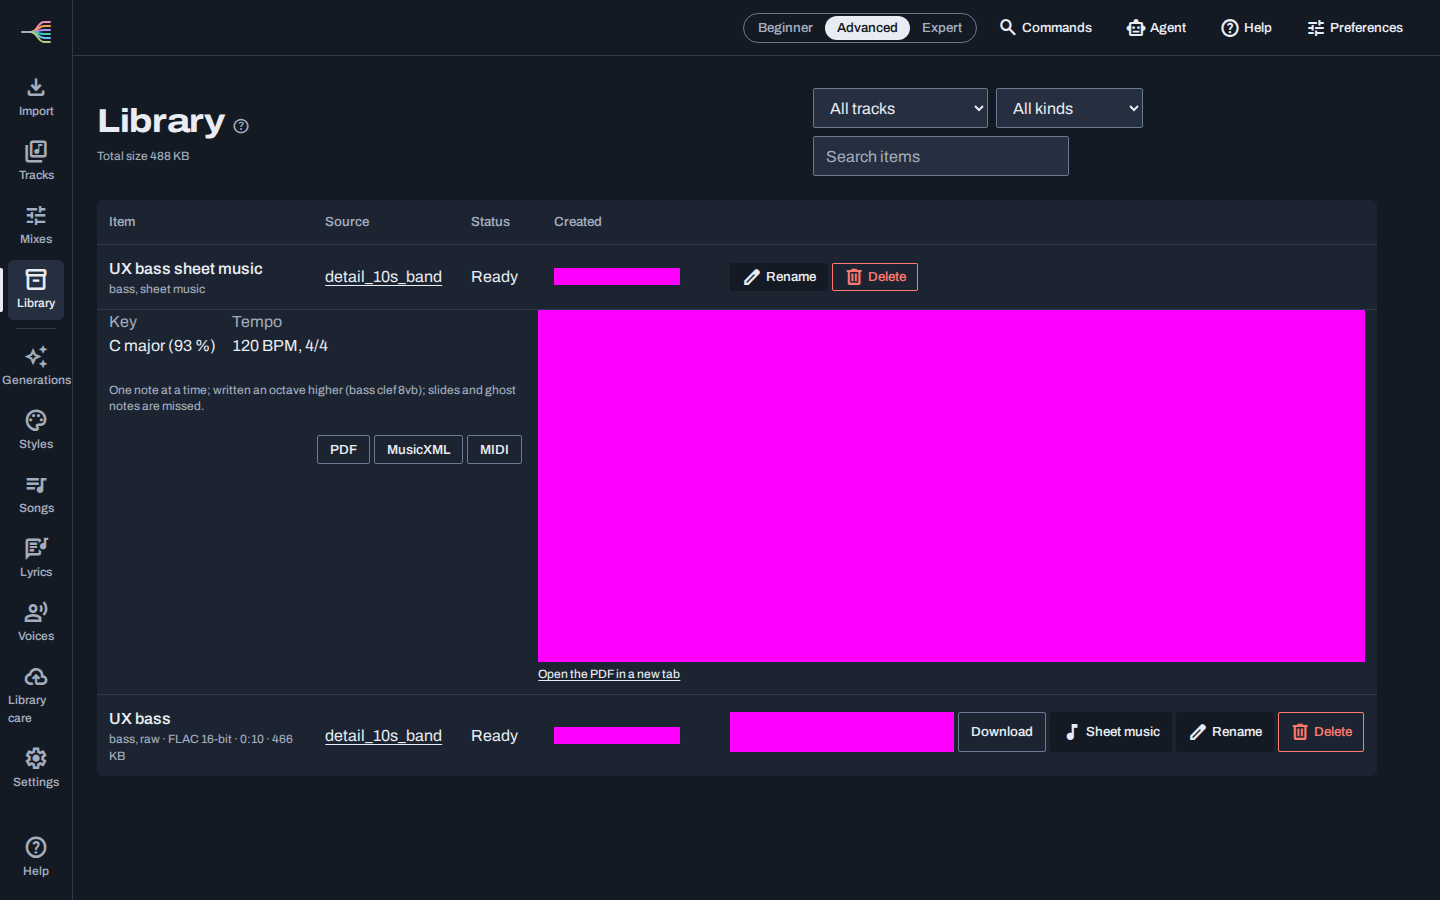 Beginner Advanced Expert Commands Agent Help Preferences
Import
Tracks
Mixes
Library
Generations
Styles
Songs
Lyrics
Voices
Library
care
Settings
Help
Library
Total size 488 KB
All tracks All kinds
Search items
Item Source Status Created
UX bass sheet music
bass, sheet music
detail_10s_band Ready Rename Delete
Key Tempo
C major (93 %) 120 BPM, 4/4
One note at a time; written an octave higher (bass clef 8vb); slides and ghost
notes are missed.
PDF MusicXML MIDI
Open the PDF in a new tab
UX bass
bass, raw · FLAC 16-bit · 0:10 · 466
KB
detail_10s_band Ready Download Sheet music Rename Delete